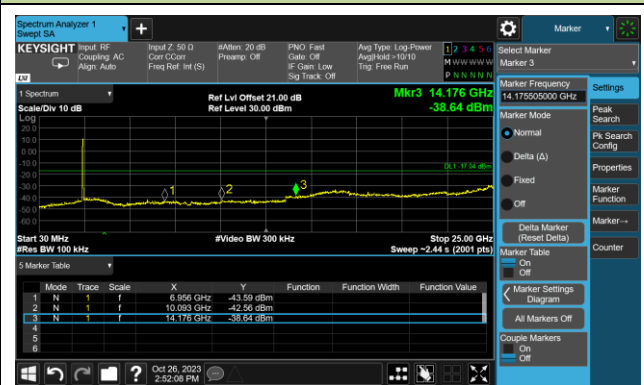 Spectrum Analyzer 1
Swept SA
Marker
KEYSIGHT
Input: RF
Coupling: AC
Align: Auto
Input Z: 50 Ω
Corr CCorr
Freq Ref: Int (S)
#Atten: 20 dB
Preamp: Off
PNO: Fast
Gate: Off
IF Gain: Low
Sig Track: Off
Avg Type: Log-Power
Avg|Hold:>10/10
Trig: Free Run
1 2 3 4 5 6
M W W W W W
P N N N N N
LXI
Select Marker
Marker 3
1 Spectrum
Scale/Div 10 dB
Ref Lvl Offset 21.00 dB
Ref Level 30.00 dBm
Mkr3 14.176 GHz
-38.64 dBm
Log
20.0
10.0
0.00
-10.0
-20.0
-30.0
-40.0
-50.0
-60.0
DL1 -17.04 dBm
1
2
3
Start 30 MHz
#Res BW 100 kHz
#Video BW 300 kHz
Stop 25.00 GHz
Sweep ~2.44 s (2001 pts)
5 Marker Table
Mode Trace Scale X Y Function Function Width Function Value
1 N 1 f 6.956 GHz -43.59 dBm
2 N 1 f 10.093 GHz -42.56 dBm
3 N 1 f 14.176 GHz -38.64 dBm
4
5
6
Marker Frequency
14.175505000 GHz
Marker Mode
Normal
Delta (Δ)
Fixed
Off
Delta Marker
(Reset Delta)
Marker Table
On
Off
Marker Settings
Diagram
All Markers Off
Couple Markers
On
Off
Settings
Peak
Search
Pk Search
Config
Properties
Marker
Function
Marker→
Counter
?
Oct 26, 2023
2:52:08 PM